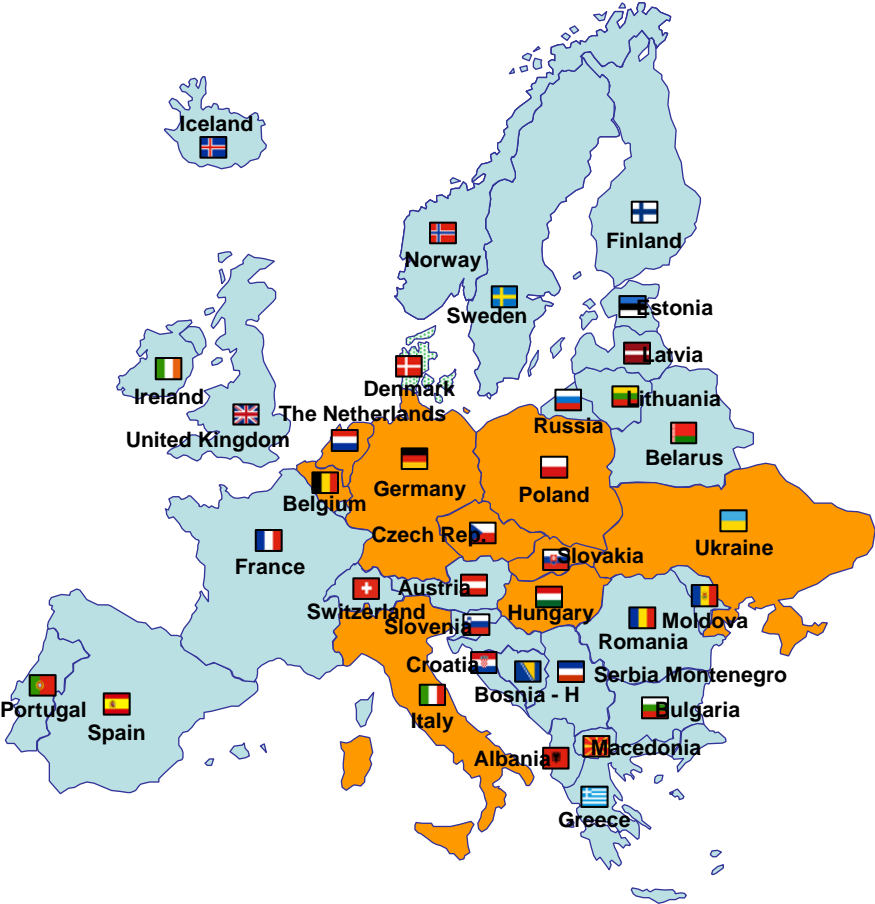 Iceland
Norway
Finland
Sweden
Estonia
Latvia
Ireland
Denmark
Lithuania
The Netherlands
United Kingdom
Russia
Belarus
Germany
Poland
Belgium
Czech Rep.
Ukraine
Slovakia
France
Austria
Switzerland
Hungary
Moldova
Slovenia
Romania
Croatia
Serbia Montenegro
Bosnia - H
Portugal
Bulgaria
Italy
Spain
Macedonia
Albania
Greece